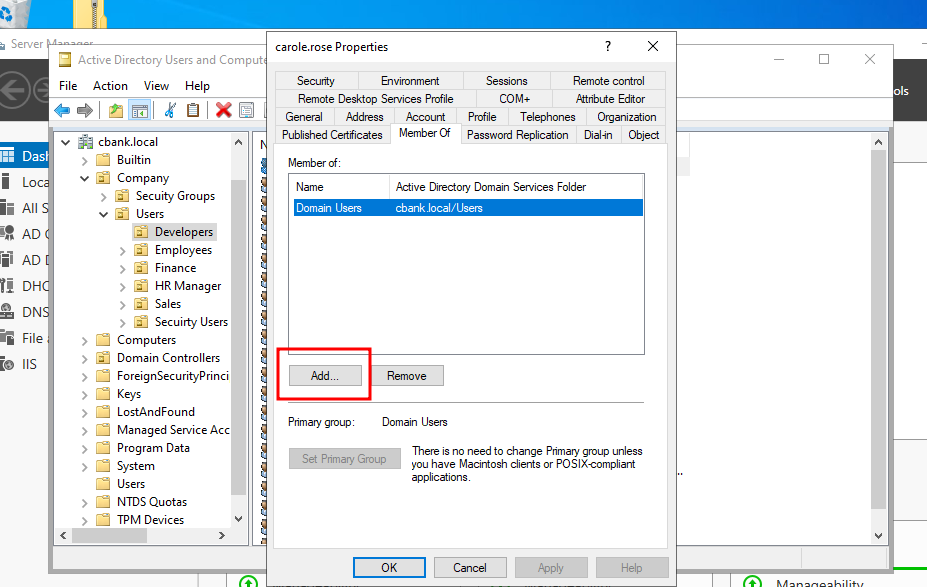 Server Manager
Active Directory Users and Compute
File Action View Help
cbank.local
Builtin
Company
Secuity Groups
Users
Developers
Employees
Finance
HR Manager
Sales
Secuirty Users
Computers
Domain Controllers
ForeignSecurityPrinci
Keys
LostAndFound
Managed Service Acc
Program Data
System
Users
NTDS Quotas
TPM Devices
Dash
Loca
All S
AD
AD D
DHC
DNS
File a
IIS
carole.rose Properties
?
Security Environment Sessions Remote control
Remote Desktop Services Profile COM+ Attribute Editor
General Address Account Profile Telephones Organization
Published Certificates Member Of Password Replication Dial-in Object
Member of:
Name Active Directory Domain Services Folder
Domain Users cbank.local/Users
Add... Remove
Primary group: Domain Users
Set Primary Group
There is no need to change Primary group unless
you have Macintosh clients or POSIX-compliant
applications.
OK Cancel Apply Help
ols
Manageability